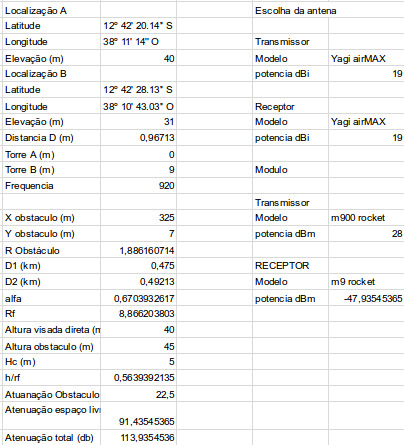 Localização A Escolha da antena
Latitude 12º 42' 20.14" S
Longitude 38º 11' 14" O Transmissor
Elevação (m) 40 Modelo Yagi airMAX
Localização B potencia dBi 19
Latitude 12º 42' 28.13" S
Longitude 38º 10' 43.03" O Receptor
Elevação (m) 31 Modelo Yagi airMAX
Distancia D (m) 0,96713 potencia dBi 19
Torre A (m) 0
Torre B (m) 9 Modulo
Frequencia 920
Transmissor
X obstaculo (m) 325 Modelo m900 rocket
Y obstaculo (m) 7 potencia dBm 28
R Obstáculo 1,886160714
D1 (km) 0,475 RECEPTOR
D2 (km) 0,49213 Modelo m9 rocket
alfa 0,6703932617 potencia dBm -47,93545365
Rf 8,866203803
Altura visada direta (m 40
Altura obstaculo (m) 45
Hc (m) 5
h/rf 0,5639392135
Atuanação Obstaculo 22,5
Atenuação espaço livr 91,43545365
Atenuação total (db) 113,9354536